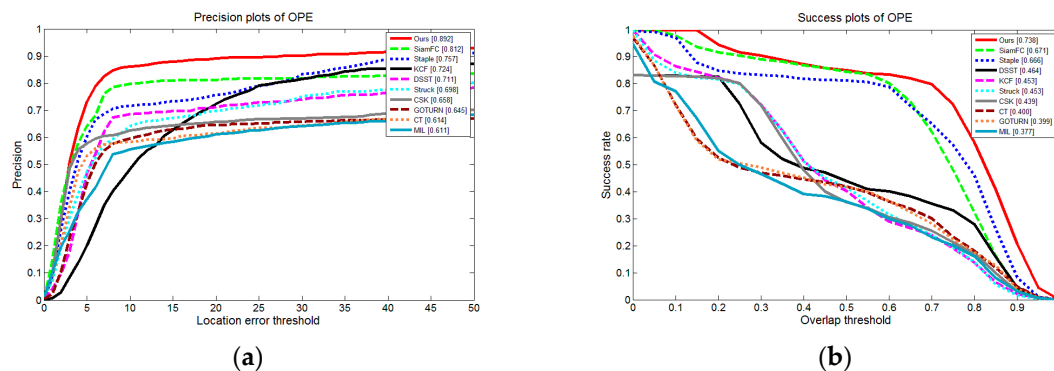 Precision plots of OPE
1
0.9
0.8
0.7
0.6
0.5
0.4
0.3
0.2
0.1
0
Precision
0 5 10 15 20 25 30 35 40 45 50
Location error threshold
Ours [0.892]
SiamFC [0.812]
Staple [0.757]
KCF [0.724]
DSST [0.711]
Struck [0.698]
CSK [0.658]
GOTURN [0.645]
CT [0.614]
MIL [0.611]
(a)
Success plots of OPE
1
0.9
0.8
0.7
0.6
0.5
0.4
0.3
0.2
0.1
0
Success rate
0 0.1 0.2 0.3 0.4 0.5 0.6 0.7 0.8 0.9
Overlap threshold
Ours [0.738]
SiamFC [0.671]
Staple [0.666]
DSST [0.464]
KCF [0.453]
Struck [0.453]
CSK [0.439]
CT [0.400]
GOTURN [0.399]
MIL [0.377]
(b)